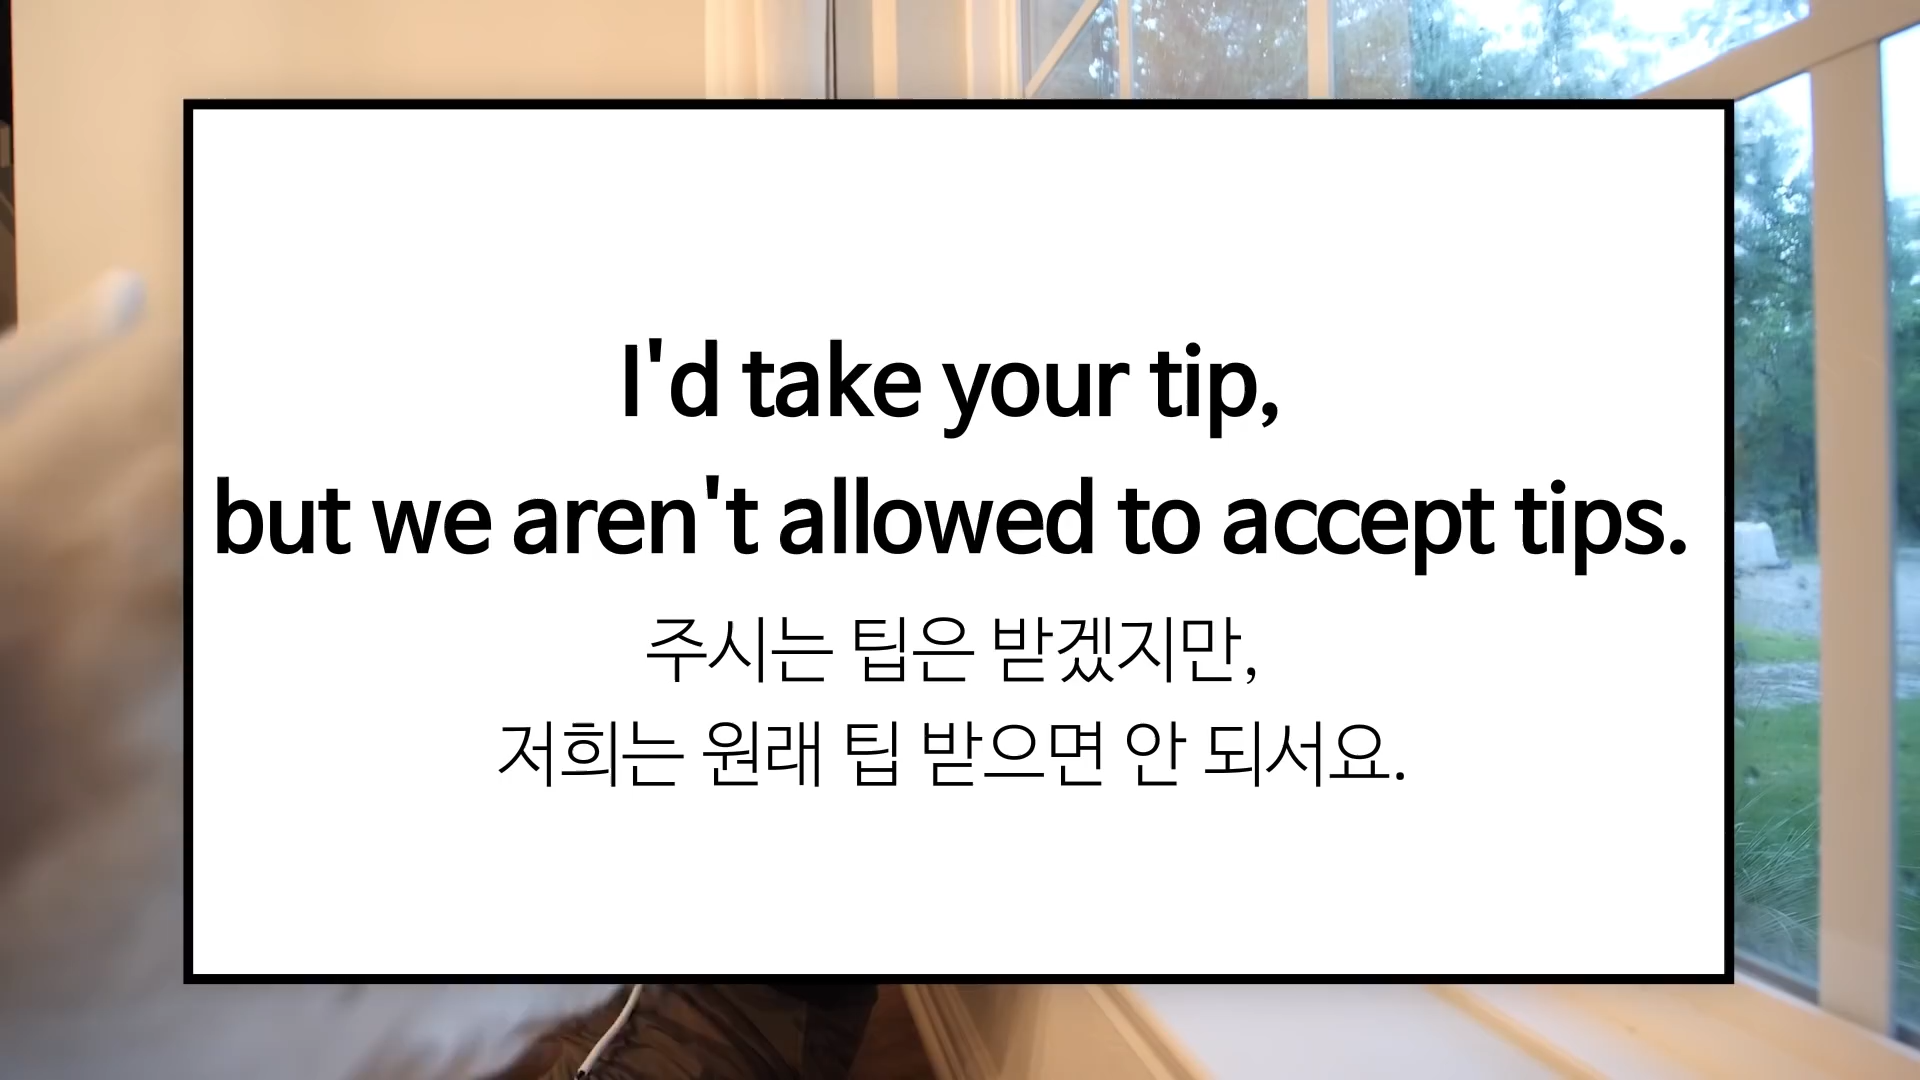 I'd take your tip,
but we aren't allowed to accept tips.
주시는 팁은 받겠지만,
저희는 원래 팁 받으면 안 되서요.